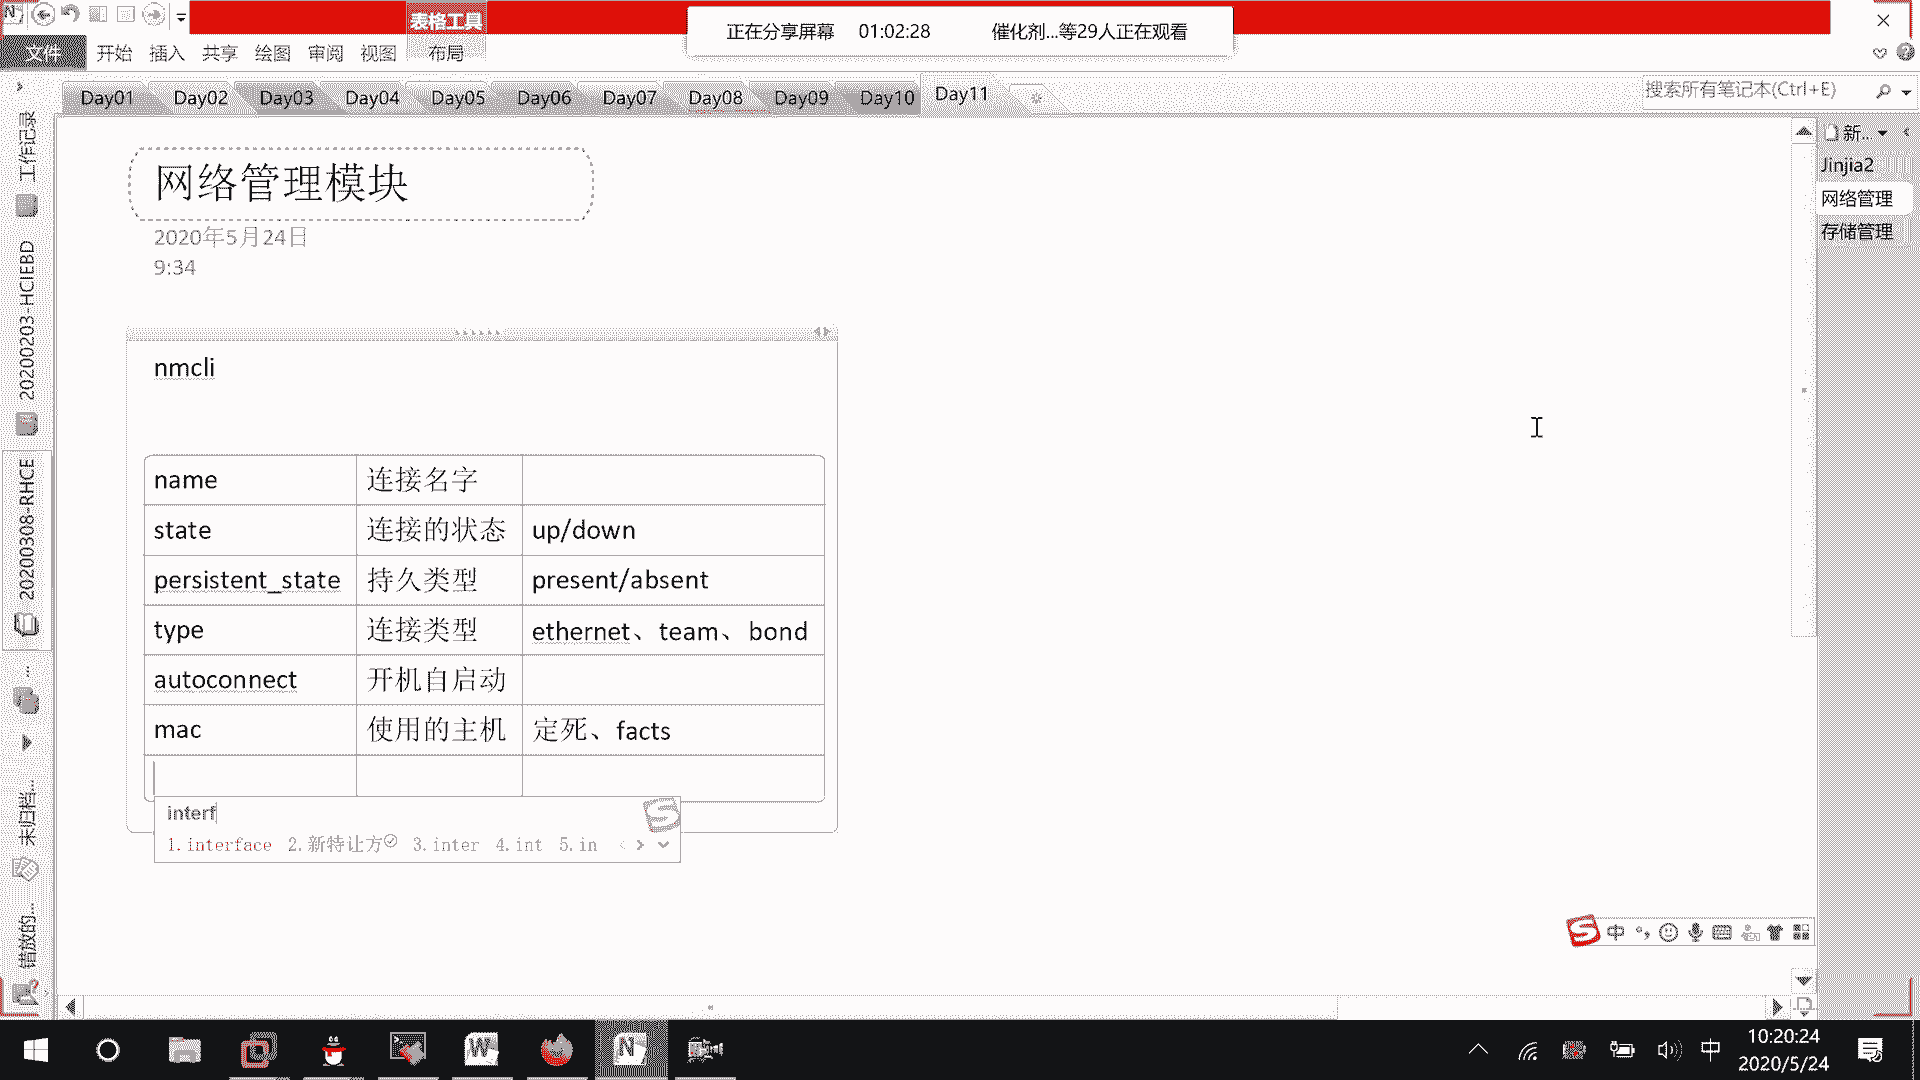 表格工具
正在分享屏幕 01:02:28 催化剂...等29人正在观看
文件 开始 插入 共享 绘图 审阅 视图 布局
Day01 Day02 Day03 Day04 Day05 Day06 Day07 Day08 Day09 Day10 Day11
搜索所有笔记本(Ctrl+E)
工作记录
20200203-HCIEBD
20200308-RHCE
...
未归档...
错放的...
新...
Jinjia2
网络管理
存储管理
网络管理模块
2020年5月24日
9:34
nmcli
name 连接名字
state 连接的状态 up/down
persistent_state 持久类型 present/absent
type 连接类型 ethernet、team、bond
autoconnect 开机自启动
mac 使用的主机 定死、facts
interf
1.interface 2.新特让方 3.inter 4.int 5.in
中
中
10:20:24
2020/5/24